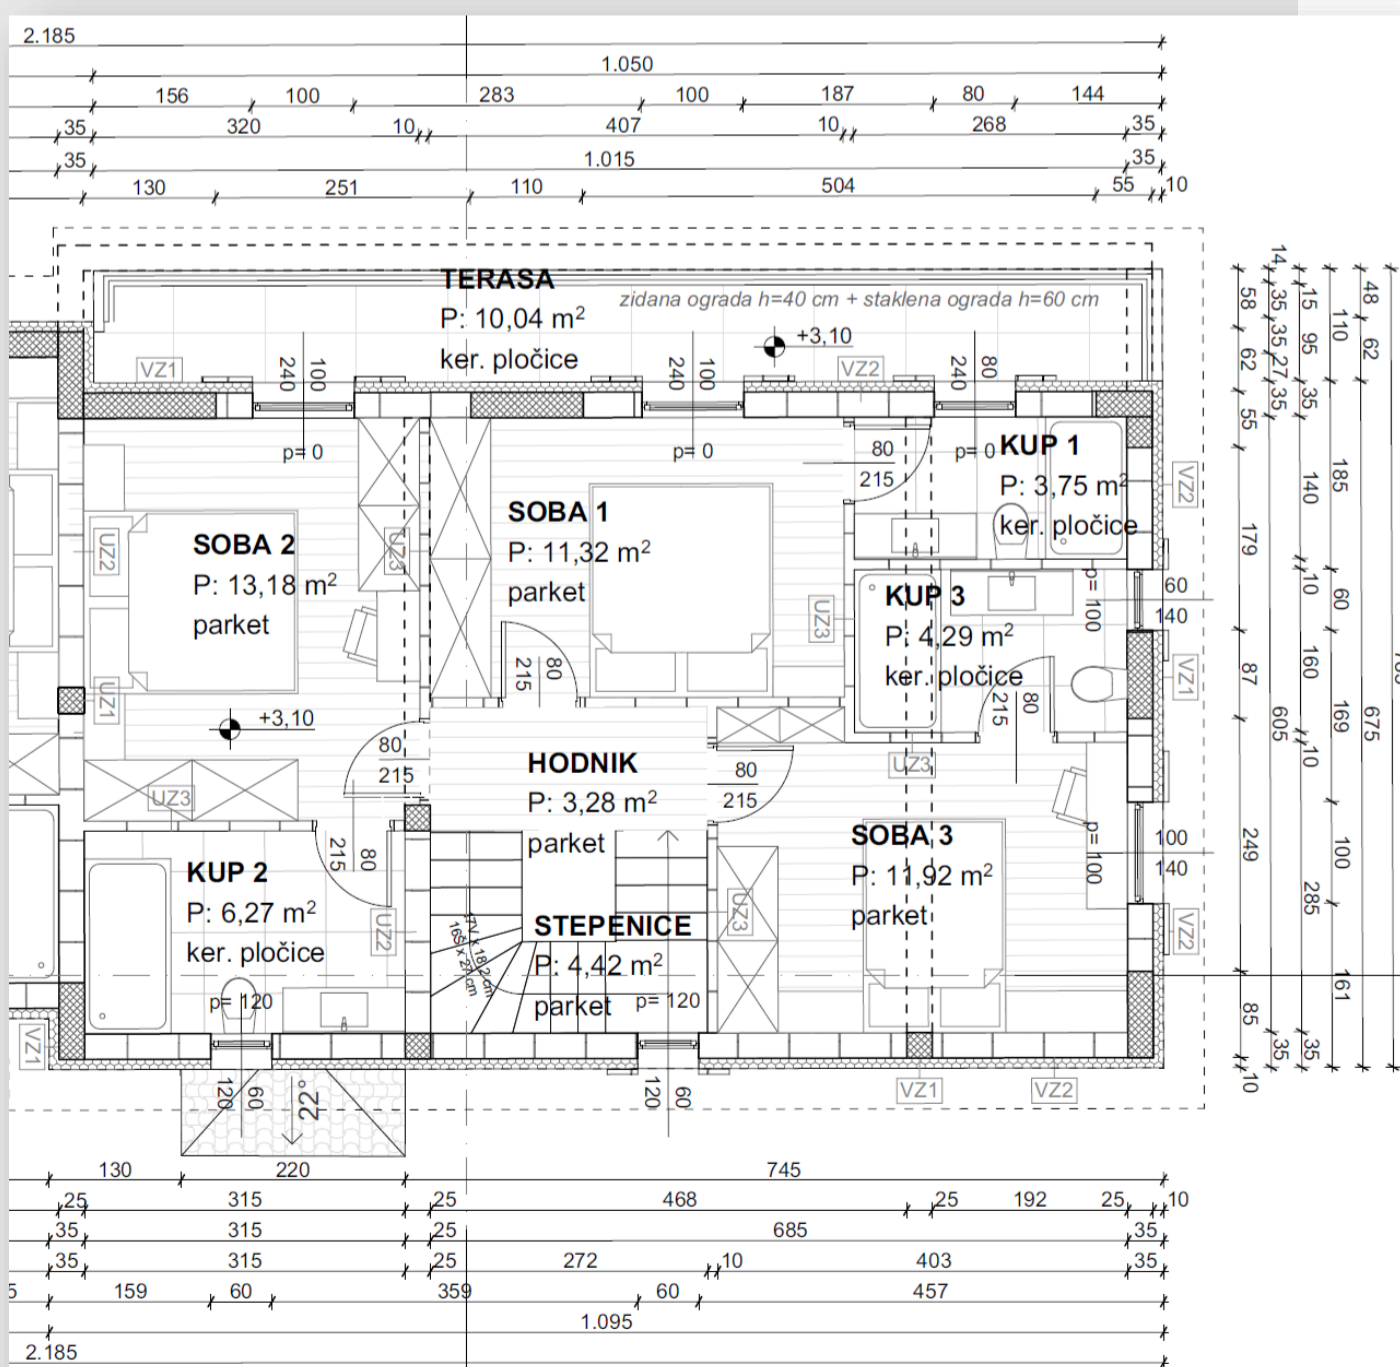 2.185
1.050
156 100 283 100 187 80 144
35 320 10 407 10 268 35
35 1.015 35
130 251 110 504 55 10
TERASA
P: 10,04 m²
ker. pločice
zidana ograda h=40 cm + staklena ograda h=60 cm
+3,10
VZ1
VZ2
240 100
240 100
240 80
p= 0
p= 0
p= 0
80
215
KUP 1
P: 3,75 m²
ker. pločice
VZ2
SOBA 1
P: 11,32 m²
parket
SOBA 2
P: 13,18 m²
parket
UZ2
UZ3
UZ3
UZ1
KUP 3
P: 4,29 m²
ker. pločice
p= 100
60
140
VZ1
215 80
215 80
+3,10
80
215
UZ3
HODNIK
P: 3,28 m²
parket
80
215
UZ3
SOBA 3
P: 11,92 m²
parket
p= 100
100
140
215 80
KUP 2
P: 6,27 m²
ker. pločice
UZ2
UZ3
VZ2
STEPENICE
P: 4,42 m²
parket
17V x 18,2 cm
16Š x 27 cm
p= 120
p= 120
VZ1
120 60
22°
120 60
VZ1
VZ2
14
58 35 15 110 48
62 35 95 62
27
55 35 35
179 140 185
10 60
87 160 169
605 675
10
249 100
285
161
85 35 35
10
130 220 745
25 315 25 468 25 192 25 10
35 315 25 685 35
35 315 25 272 10 403 35
5 159 60 359 60 457
1.095
2.185